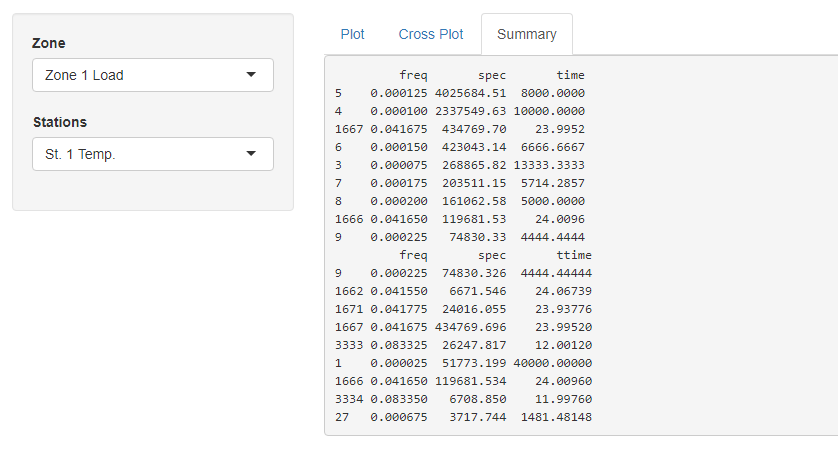 Zone
Zone 1 Load
Stations
St. 1 Temp.
Plot Cross Plot Summary
freq spec time
5 0.000125 4025684.51 8000.0000
4 0.000100 2337549.63 10000.0000
1667 0.041675 434769.70 23.9952
6 0.000150 423043.14 6666.6667
3 0.000075 268865.82 13333.3333
7 0.000175 203511.15 5714.2857
8 0.000200 161062.58 5000.0000
1666 0.041650 119681.53 24.0096
9 0.000225 74830.33 4444.4444
freq spec ttime
9 0.000225 74830.326 4444.44444
1662 0.041550 6671.546 24.06739
1671 0.041775 24016.055 23.93776
1667 0.041675 434769.696 23.99520
3333 0.083325 26247.817 12.00120
1 0.000025 51773.199 40000.00000
1666 0.041650 119681.534 24.00960
3334 0.083350 6708.850 11.99760
27 0.000675 3717.744 1481.48148